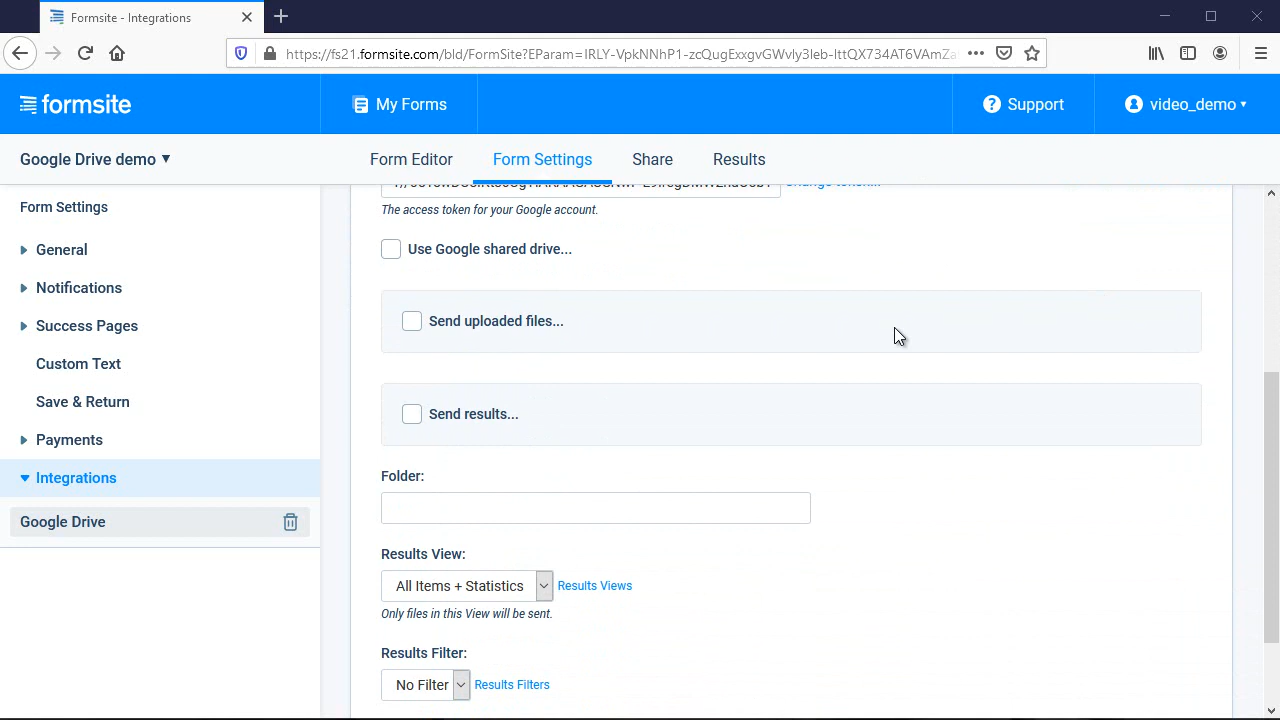 Formsite - Integrations
https://fs21.formsite.com/bld/FormSite?EParam=IRLY-VpkNNhP1-zcQugExxgvGWvly3Ieb-IttQX734AT6VAmZa
formsite
My Forms
Support
video_demo
Google Drive demo
Form Editor
Form Settings
Share
Results
Form Settings
General
Notifications
Success Pages
Custom Text
Save & Return
Payments
Integrations
Google Drive
The access token for your Google account.
Use Google shared drive...
Send uploaded files...
Send results...
Folder:
Results View:
All Items + Statistics
Results Views
Only files in this View will be sent.
Results Filter:
No Filter
Results Filters